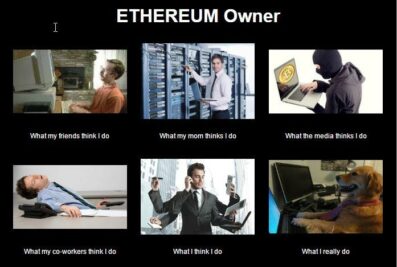 ETHEREUM Owner
What my friends think I do
What my mom thinks I do
What the media thinks I do
What my co-workers think I do
What I think I do
What I really do